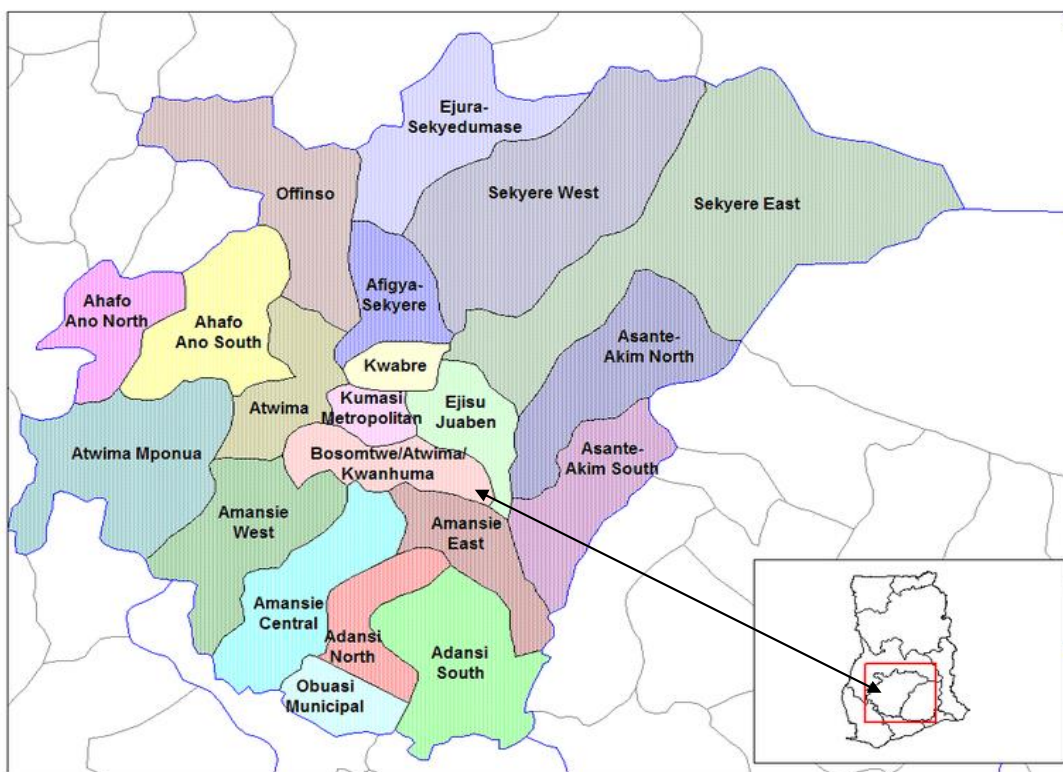 Ejura-
Sekyedumase
Offinso
Sekyere West
Sekyere East
Afigya-
Sekyere
Ahafo
Ano North
Ahafo
Ano South
Asante-
Akim North
Kwabre
Kumasi
Metropolitan
Ejisu
Juaben
Atwima
Atwima Mponua
Bosomtwe/Atwima/
Kwanhuma
Asante-
Akim South
Amansie
West
Amansie
East
Amansie
Central
Adansi
North
Adansi
South
Obuasi
Municipal